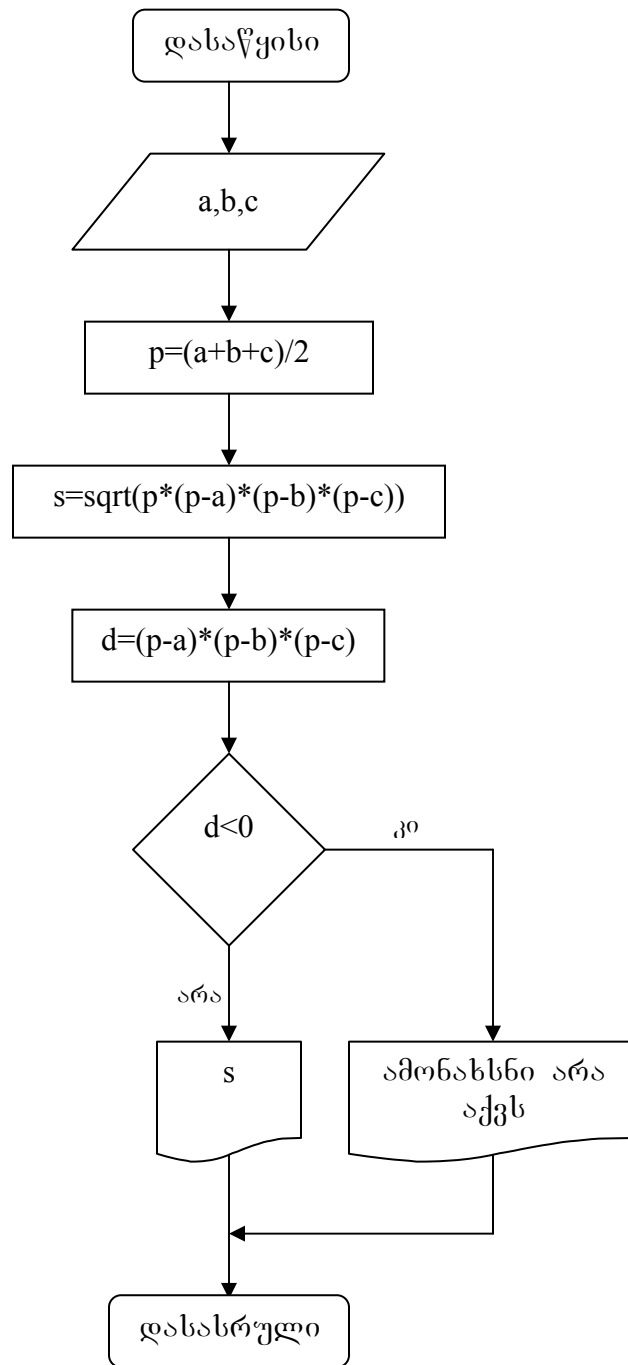 დასაწყისი
a,b,c
p=(a+b+c)/2
s=sqrt(p*(p-a)*(p-b)*(p-c))
d=(p-a)*(p-b)*(p-c)
d<0
კი
არა
s
ამონახსნი არა
აქვს
დასასრული